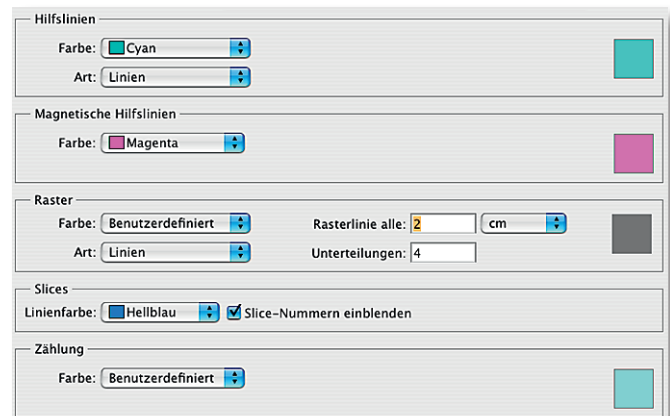 Hilfslinien
Farbe: Cyan
Art: Linien
Magnetische Hilfslinien
Farbe: Magenta
Raster
Farbe: Benutzerdefiniert Rasterlinie alle: 2 cm
Art: Linien Unterteilungen: 4
Slices
Linienfarbe: Hellblau Slice-Nummern einblenden
Zählung
Farbe: Benutzerdefiniert